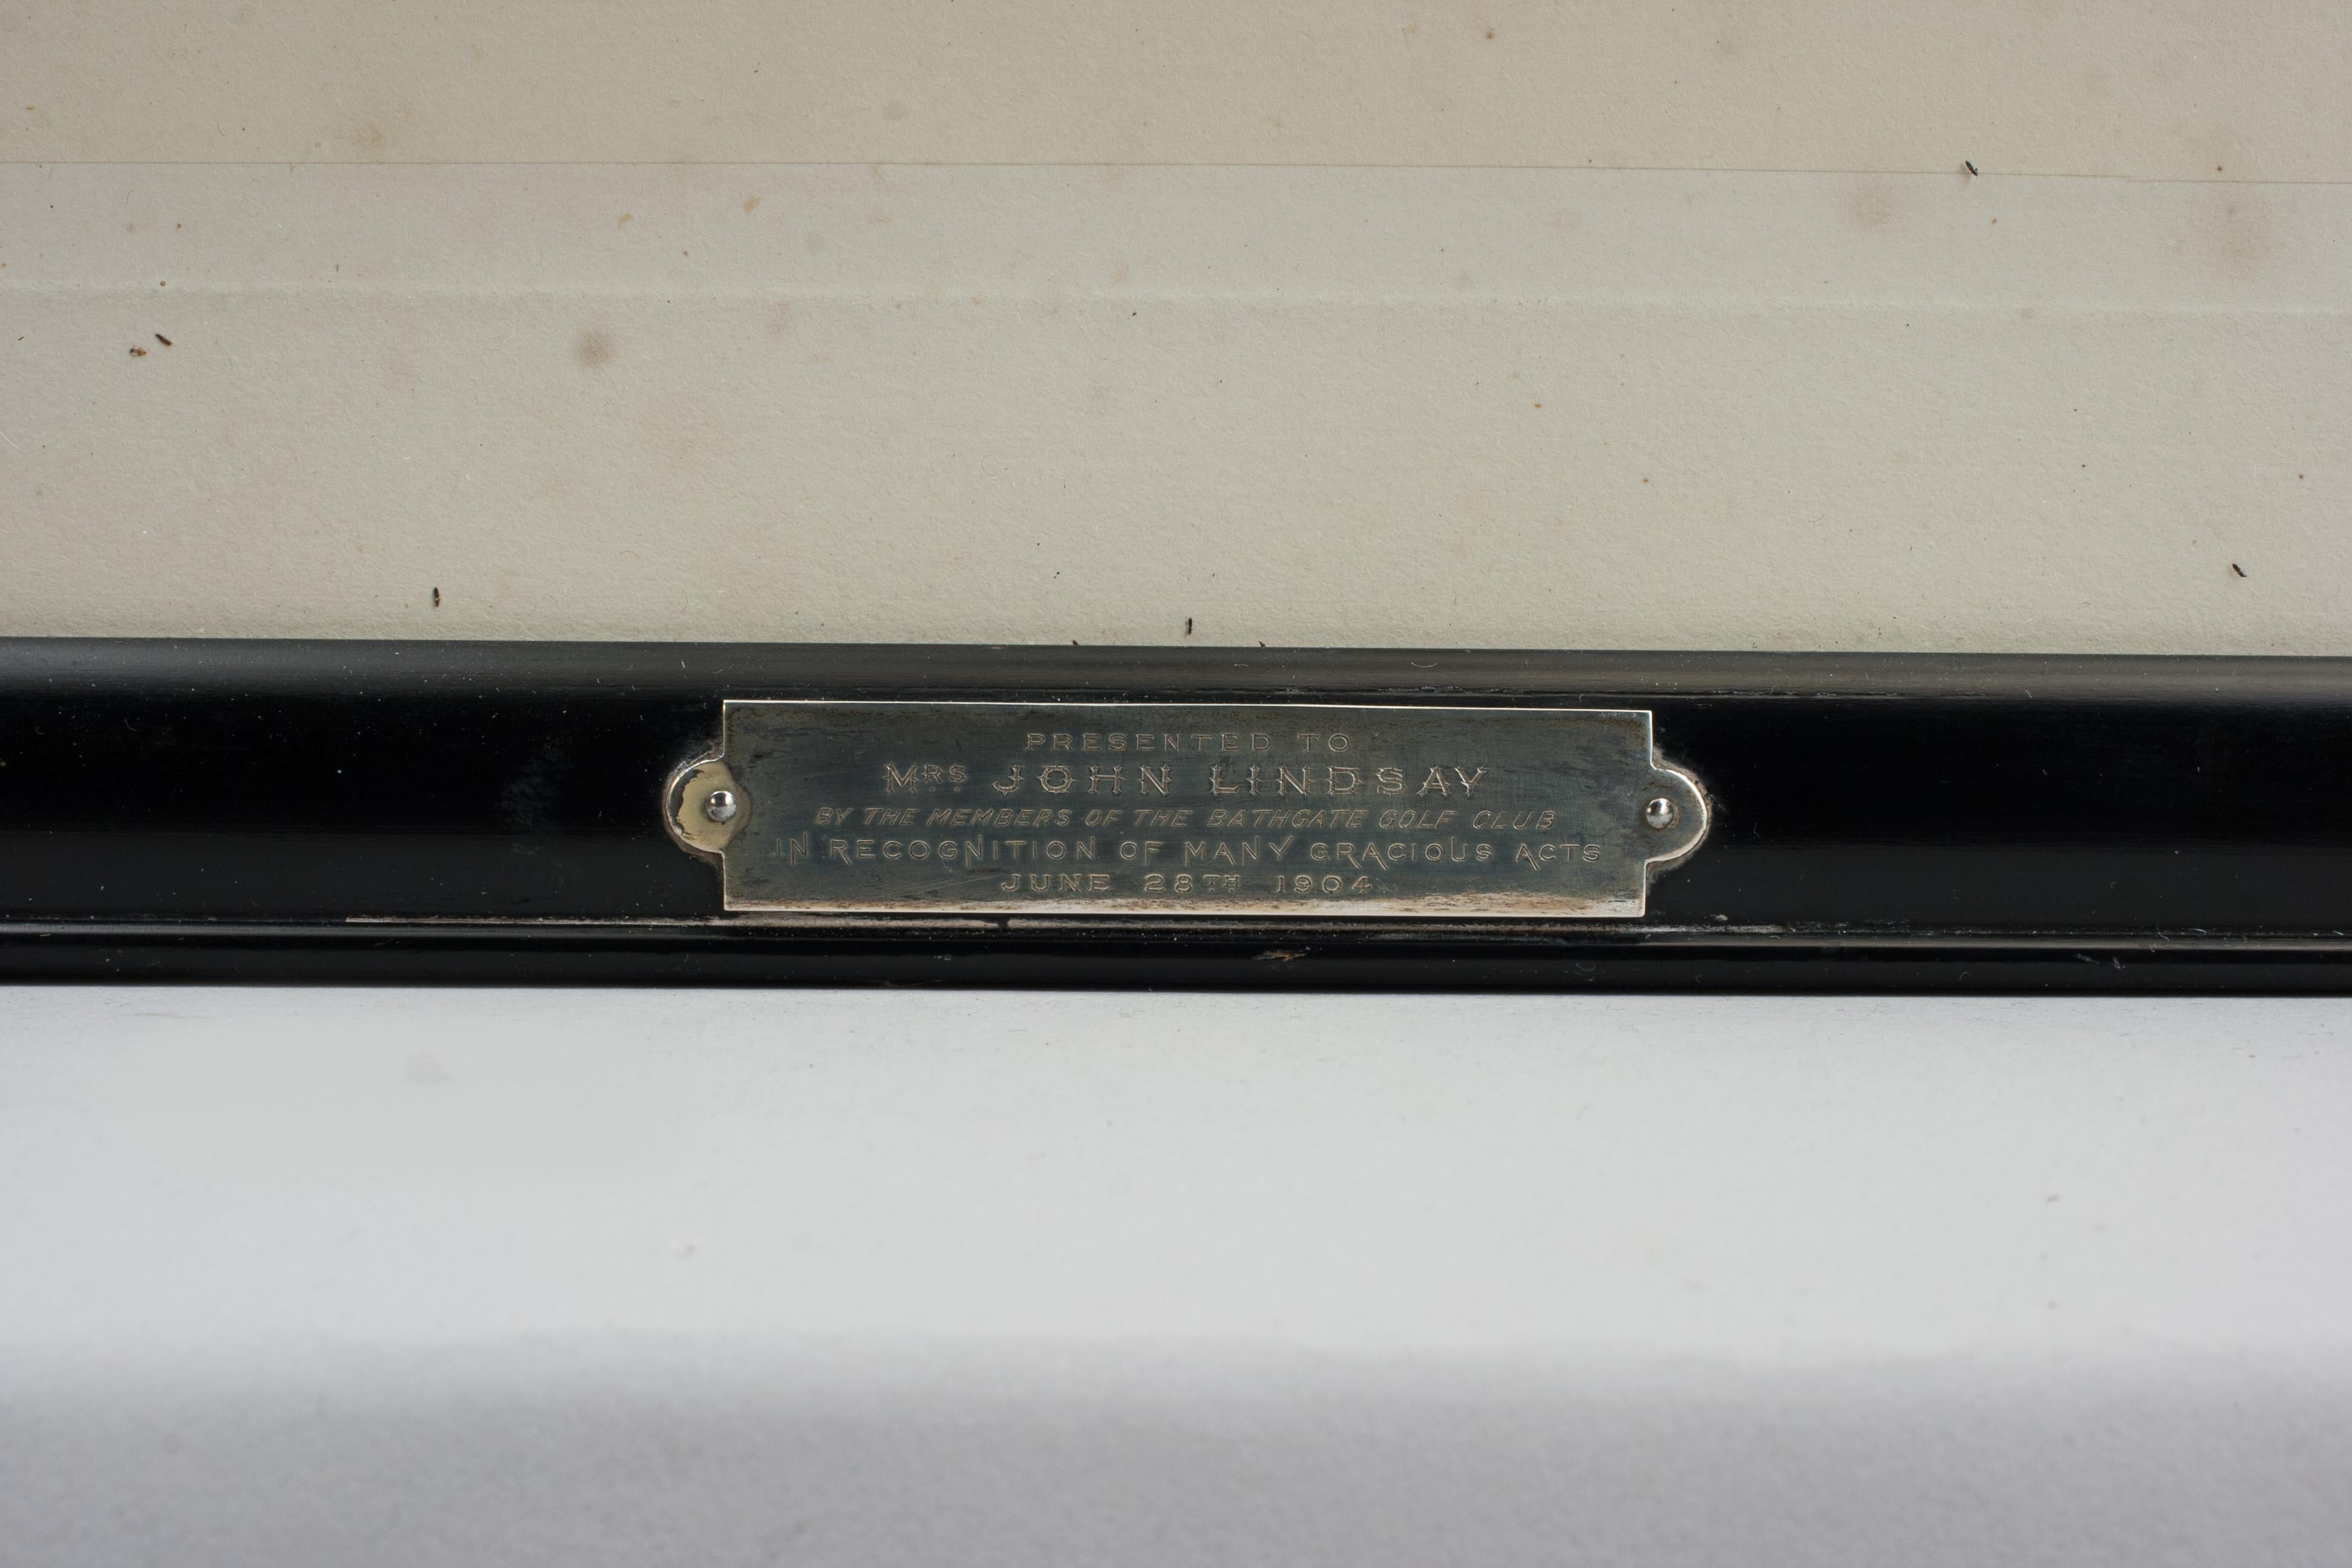 PRESENTED TO
MRS JOHN LINDSAY
BY THE MEMBERS OF THE BATHGATE GOLF CLUB
IN RECOGNITION OF MANY GRACIOUS ACTS
JUNE 28TH 1904